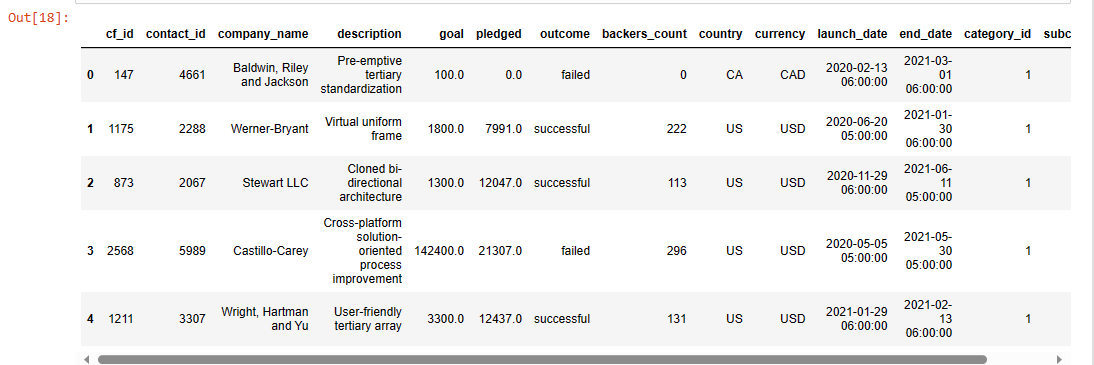 Out[18]:
cf_id contact_id company_name description goal pledged outcome backers_count country currency launch_date end_date category_id subc
0 147 4661 Baldwin, Riley and Jackson Pre-emptive tertiary standardization 100.0 0.0 failed 0 CA CAD 2020-02-13 06:00:00 2021-03-01 06:00:00 1
1 1175 2288 Werner-Bryant Virtual uniform frame 1800.0 7991.0 successful 222 US USD 2020-06-20 05:00:00 2021-01-30 06:00:00 1
2 873 2067 Stewart LLC Cloned bi-directional architecture 1300.0 12047.0 successful 113 US USD 2020-11-29 06:00:00 2021-06-11 05:00:00 1
3 2568 5989 Castillo-Carey Cross-platform solution-oriented process improvement 142400.0 21307.0 failed 296 US USD 2020-05-05 05:00:00 2021-05-30 05:00:00 1
4 1211 3307 Wright, Hartman and Yu User-friendly tertiary array 3300.0 12437.0 successful 131 US USD 2021-01-29 06:00:00 2021-02-13 06:00:00 1